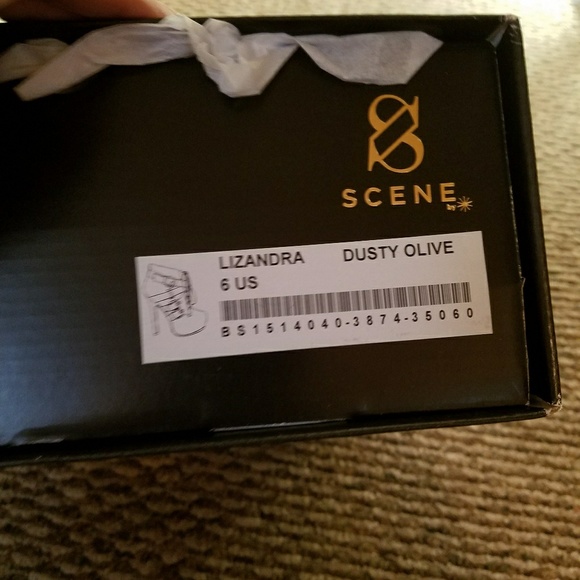 S
SCENE
by
LIZANDRA DUSTY OLIVE
6 US
BS1514040-3874-35060